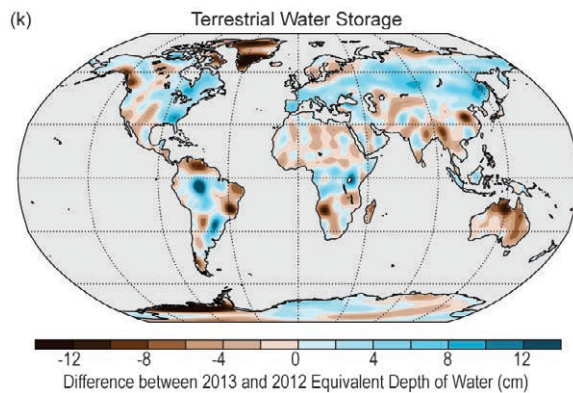 (k) Terrestrial Water Storage
-12 -8 -4 0 4 8 12
Difference between 2013 and 2012 Equivalent Depth of Water (cm)